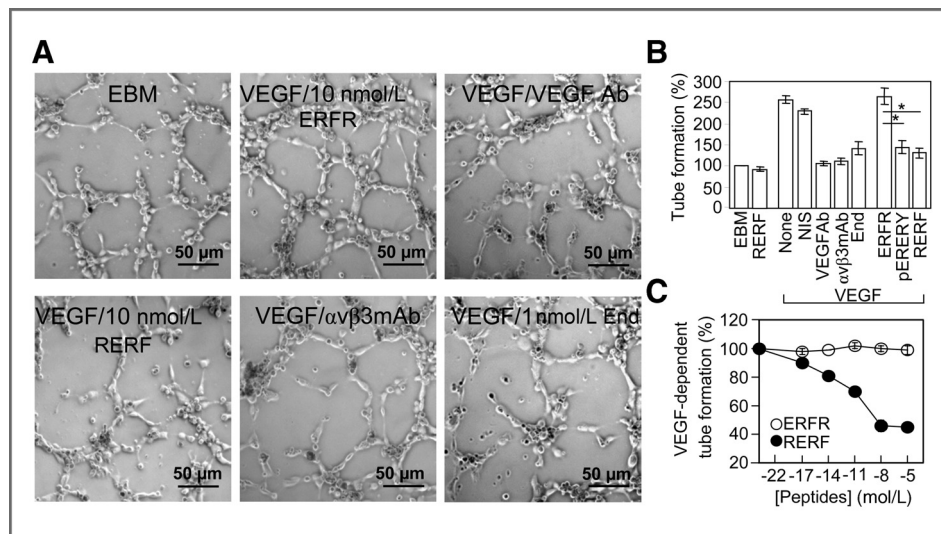 A
EBM
50 µm
VEGF/10 nmol/L
ERFR
50 µm
VEGF/VEGF Ab
50 µm
VEGF/10 nmol/L
RERF
50 µm
VEGF/αvβ3mAb
50 µm
VEGF/1nmol/L End
50 µm
B
Tube formation (%)
300
250
200
150
100
50
0
* *
EBM
RERF
None
NIS
VEGFAb
αvβ3mAb
End
ERFR
pERERY
RERF
VEGF
C
VEGF-dependent
tube formation (%)
120
100
80
60
40
20
ERFR
RERF
-22 -17 -14 -11 -8 -5
[Peptides] (mol/L)